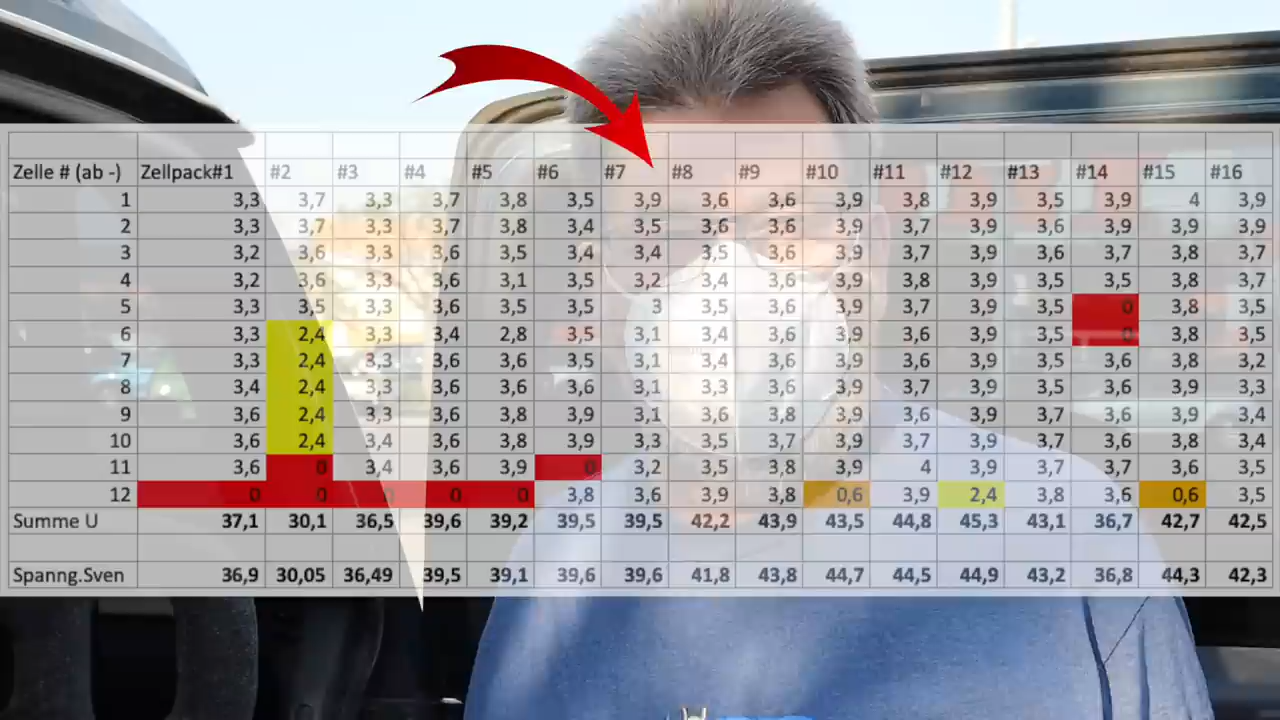 Zelle # (ab -) Zellpack#1 #2 #3 #4 #5 #6 #7 #8 #9 #10 #11 #12 #13 #14 #15 #16
1 3,3 3,7 3,3 3,7 3,8 3,5 3,9 3,6 3,6 3,9 3,8 3,9 3,5 3,9 4 3,9
2 3,3 3,7 3,3 3,7 3,8 3,4 3,5 3,6 3,6 3,9 3,7 3,9 3,6 3,9 3,9 3,9
3 3,2 3,6 3,3 3,6 3,5 3,4 3,4 3,5 3,6 3,9 3,7 3,9 3,6 3,7 3,8 3,7
4 3,2 3,6 3,3 3,6 3,1 3,5 3,2 3,4 3,6 3,9 3,8 3,9 3,5 3,5 3,8 3,7
5 3,3 3,5 3,3 3,6 3,5 3,5 3 3,5 3,6 3,9 3,7 3,9 3,5 0 3,8 3,5
6 3,3 2,4 3,3 3,4 2,8 3,5 3,1 3,4 3,6 3,9 3,6 3,9 3,5 0 3,8 3,5
7 3,3 2,4 3,3 3,6 3,6 3,5 3,1 3,4 3,6 3,9 3,6 3,9 3,5 3,6 3,8 3,2
8 3,4 2,4 3,3 3,6 3,6 3,6 3,1 3,3 3,6 3,9 3,7 3,9 3,5 3,6 3,9 3,3
9 3,6 2,4 3,3 3,6 3,8 3,9 3,1 3,6 3,8 3,9 3,6 3,9 3,7 3,6 3,9 3,4
10 3,6 2,4 3,4 3,6 3,8 3,9 3,3 3,5 3,7 3,9 3,7 3,9 3,7 3,6 3,8 3,4
11 3,6 0 3,4 3,6 3,9 0 3,2 3,5 3,8 3,9 4 3,9 3,7 3,7 3,6 3,5
12 0 0 0 0 0 3,8 3,6 3,9 3,8 0,6 3,9 2,4 3,8 3,6 0,6 3,5
Summe U 37,1 30,1 36,5 39,6 39,2 39,5 39,5 42,2 43,9 43,5 44,8 45,3 43,1 36,7 42,7 42,5
Spanng.Sven 36,9 30,05 36,49 39,5 39,1 39,6 39,6 41,8 43,8 44,7 44,5 44,9 43,2 36,8 44,3 42,3